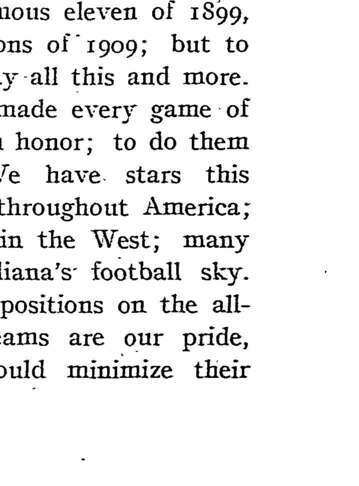 nous eleven of 1899,
ons of 1909; but to
y all this and more.
made every game of
honor; to do them
Ve have stars this
throughout America;
in the West; many
liana's football sky.
positions on the all-
eams are our pride,
ould minimize their